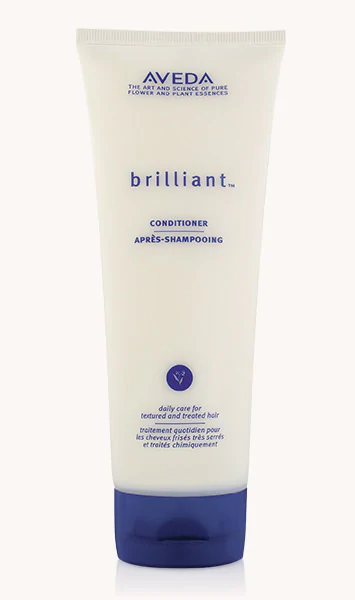 AVEDA
THE ART AND SCIENCE OF PURE
FLOWER AND PLANT ESSENCES
brilliant™
CONDITIONER
APRÈS-SHAMPOOING
daily care for
textured and treated hair
traitement quotidien pour
les cheveux frisés très serrés
et traités chimiquement